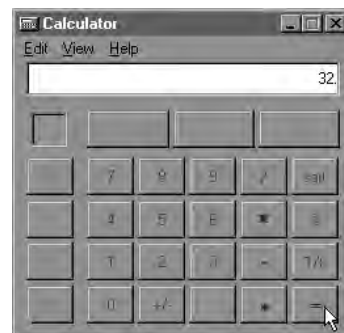 Calculator
Edit View Help
32.
7 8 9 / sqrt
4 5 6 * %
1 2 3 - 1/x
0 +/- + =